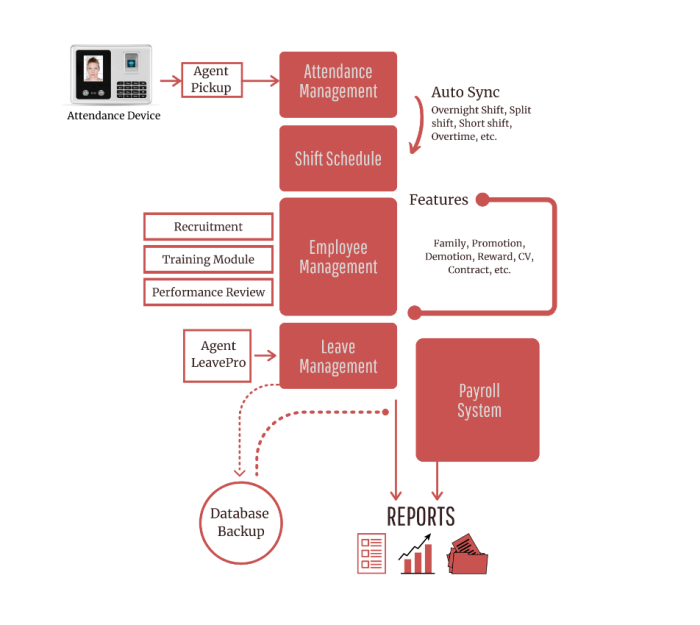 Attendance Device
Agent
Pickup
Attendance
Management
Auto Sync
Overnight Shift, Split
shift, Short shift,
Overtime, etc.
Shift Schedule
Recruitment
Training Module
Performance Review
Employee
Management
Features
Family, Promotion,
Demotion, Reward, CV,
Contract, etc.
Agent
LeavePro
Leave
Management
Payroll
System
Database
Backup
REPORTS